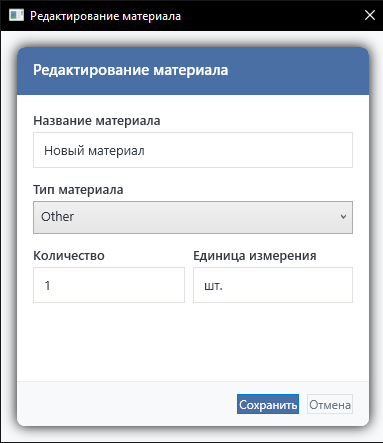 Редактирование материала
Редактирование материала
Название материала
Новый материал
Тип материала
Other
Количество Единица измерения
1 шт.
Сохранить Отмена